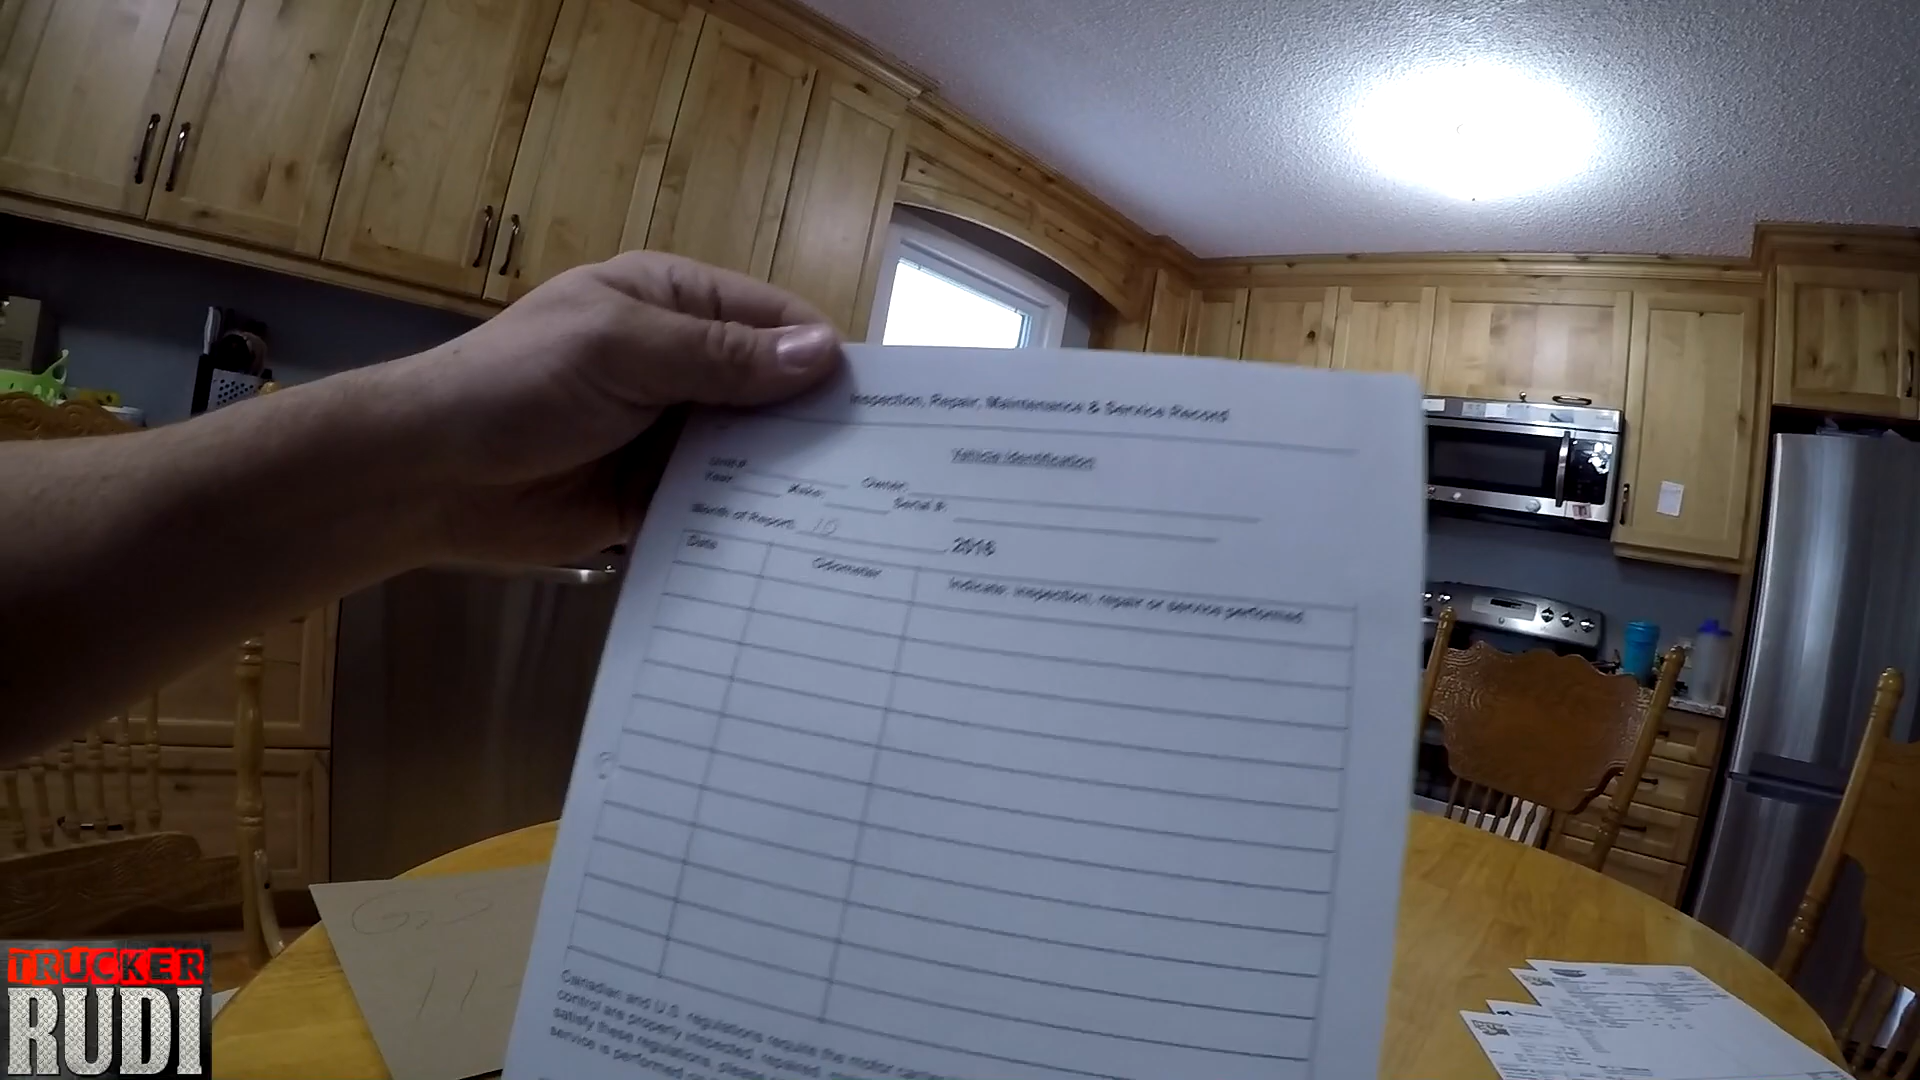 Inspection, Repair, Maintenance & Service Record
Vehicle Identification
Unit #: Owner:
Year: Make: Serial #:
Month of Report: 10 , 2016
Date Odometer Indicate: inspection, repair or service performed
Canadian and U.S. regulations require the motor carrier
control are properly inspected, repaired,
satisfy these regulations, please
service is performed
11
TRUCKER
RUDI